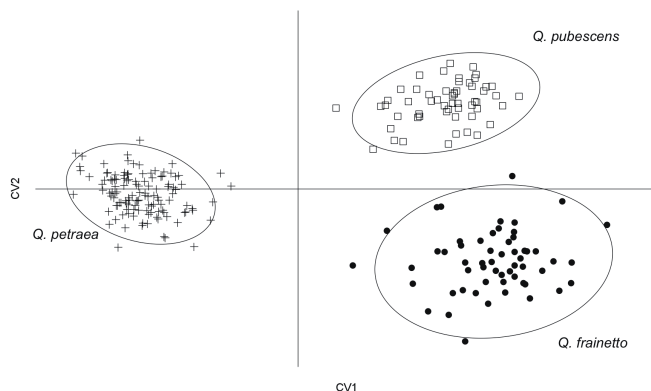 Q. pubescens
CV2
Q. petraea
Q. frainetto
CV1